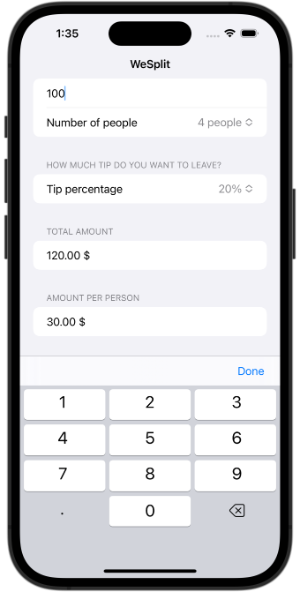 1:35
WeSplit
100
Number of people 4 people
HOW MUCH TIP DO YOU WANT TO LEAVE?
Tip percentage 20%
TOTAL AMOUNT
120.00 $
AMOUNT PER PERSON
30.00 $
Done
1 2 3
4 5 6
7 8 9
. 0